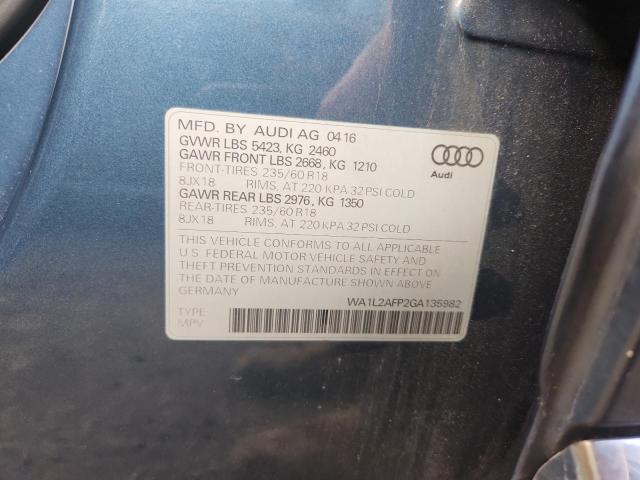 MFD. BY AUDI AG 04 16
GVWR LBS 5423, KG 2460
GAWR FRONT LBS 2668, KG 1210
FRONT-TIRES 235/60 R18
8JX18 RIMS, AT 220 KPA 32 PSI COLD
GAWR REAR LBS 2976, KG 1350
REAR-TIRES 235/60 R18
8JX18 RIMS, AT 220 KPA 32 PSI COLD
Audi
THIS VEHICLE CONFORMS TO ALL APPLICABLE
U.S. FEDERAL MOTOR VEHICLE SAFETY AND
THEFT PREVENTION STANDARDS IN EFFECT ON
THE DATE OF MANUFACTURE SHOWN ABOVE
GERMANY
WA1L2AFP2GA135982
TYPE:
MPV